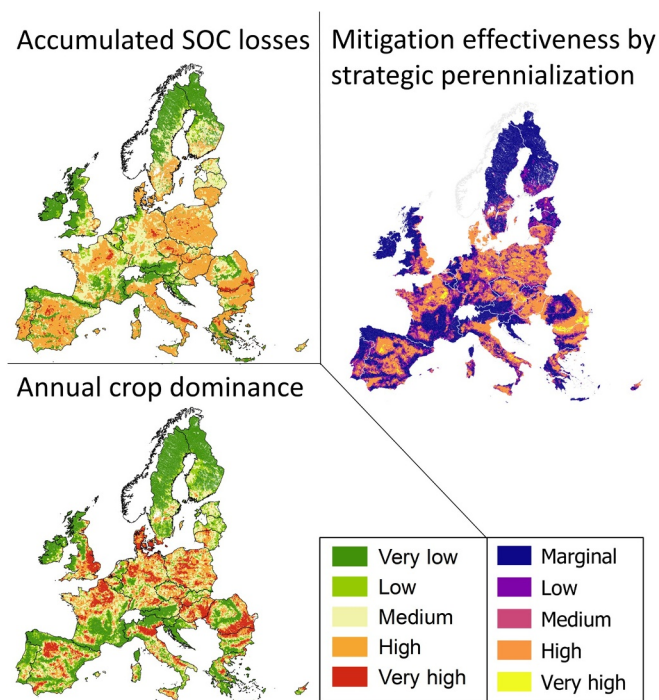 Accumulated SOC losses
Mitigation effectiveness by
strategic perennialization
Annual crop dominance
Very low
Low
Medium
High
Very high
Marginal
Low
Medium
High
Very high